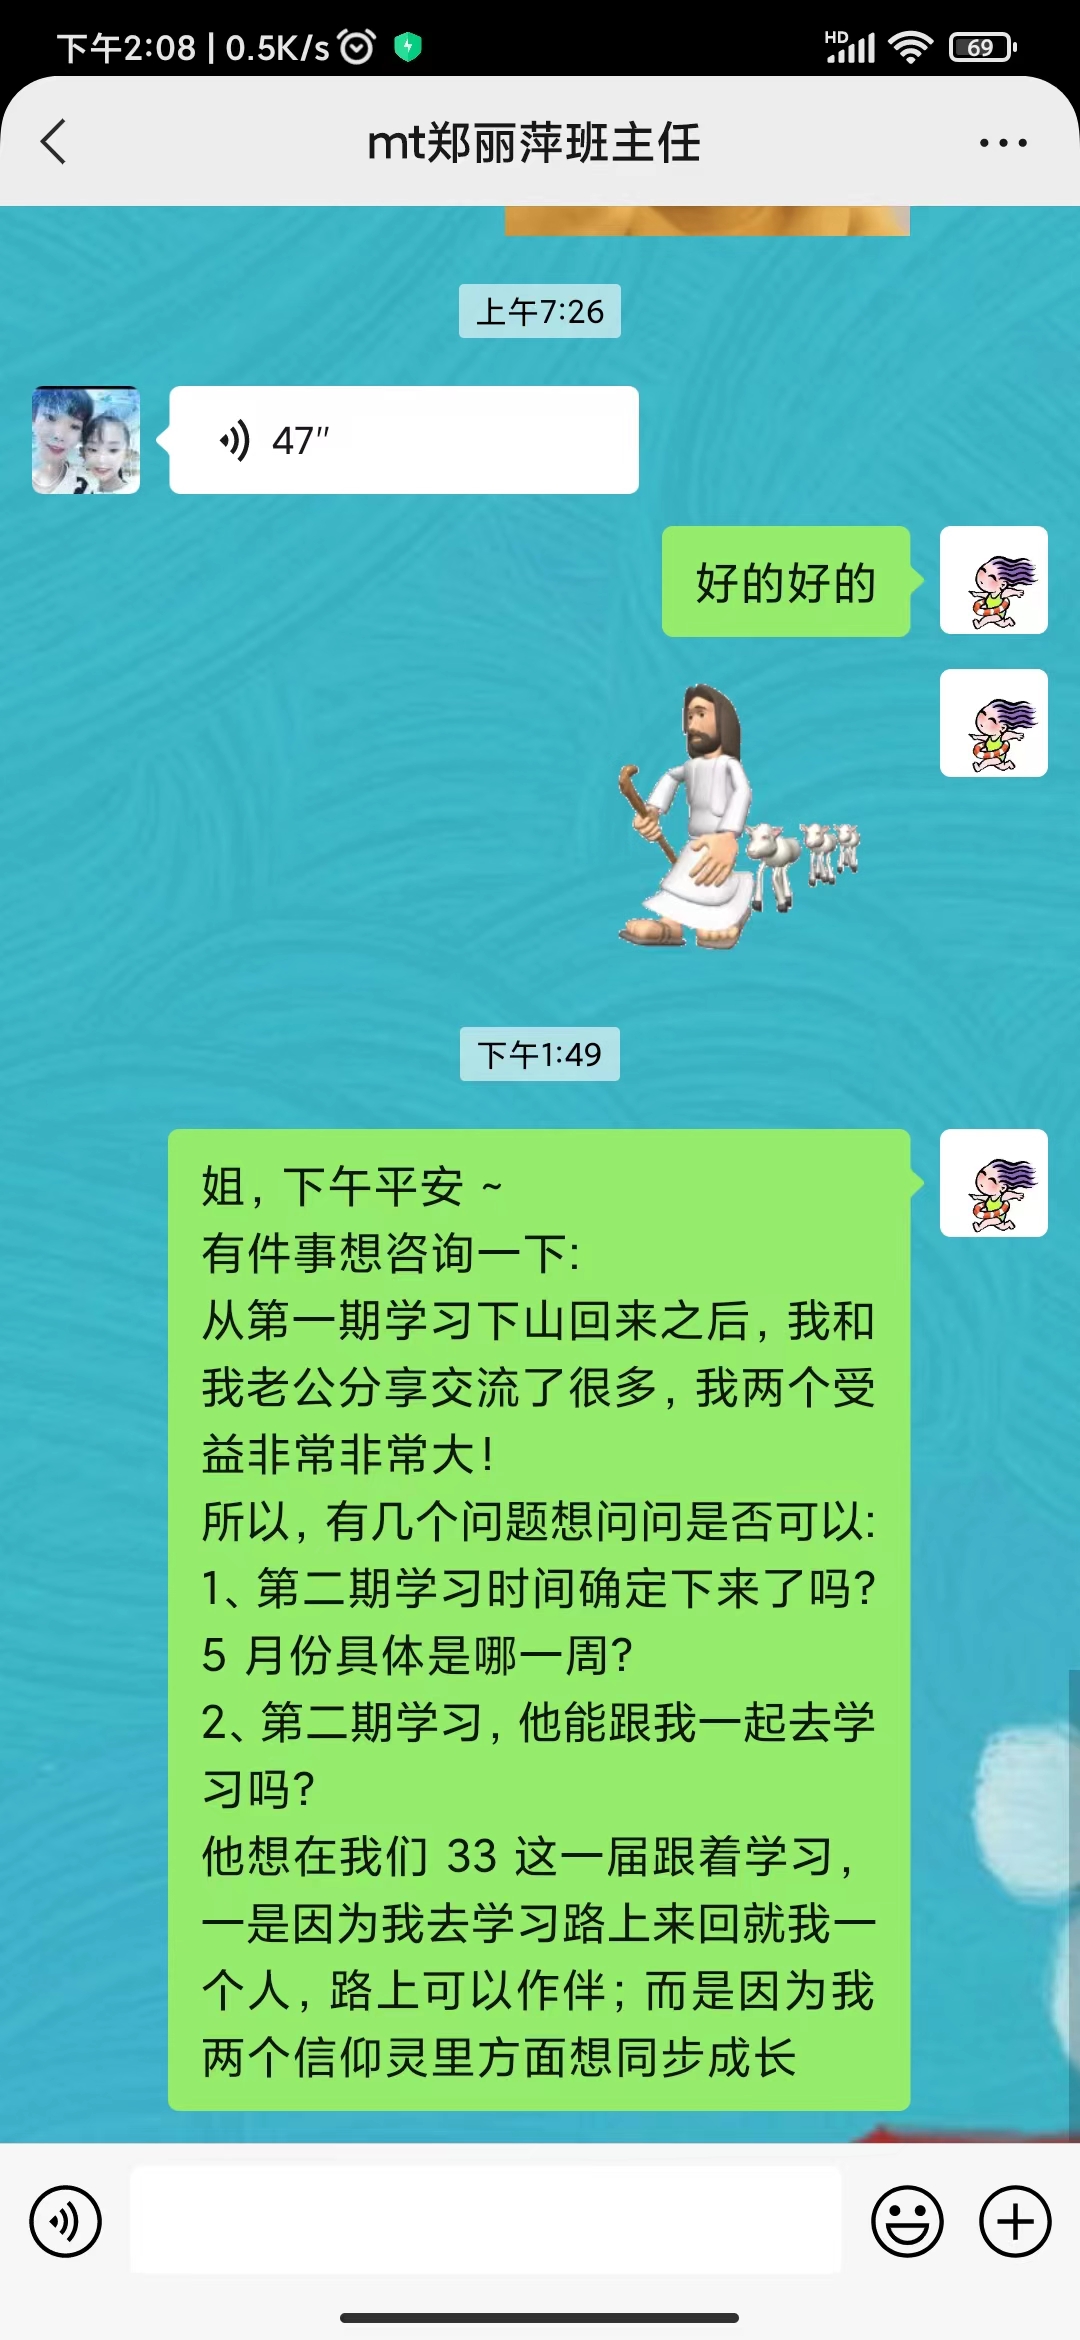 下午2:08 | 0.5K/s
HD
69
mt郑丽萍班主任
上午7:26
47"
好的好的
下午1:49
姐，下午平安 ~
有件事想咨询一下:
从第一期学习下山回来之后，我和
我老公分享交流了很多，我两个受
益非常非常大！
所以，有几个问题想问问是否可以:
1、第二期学习时间确定下来了吗?
5 月份具体是哪一周?
2、第二期学习，他能跟我一起去学
习吗?
他想在我们 33 这一届跟着学习，
一是因为我去学习路上来回就我一
个人，路上可以作伴；而是因为我
两个信仰灵里方面想同步成长